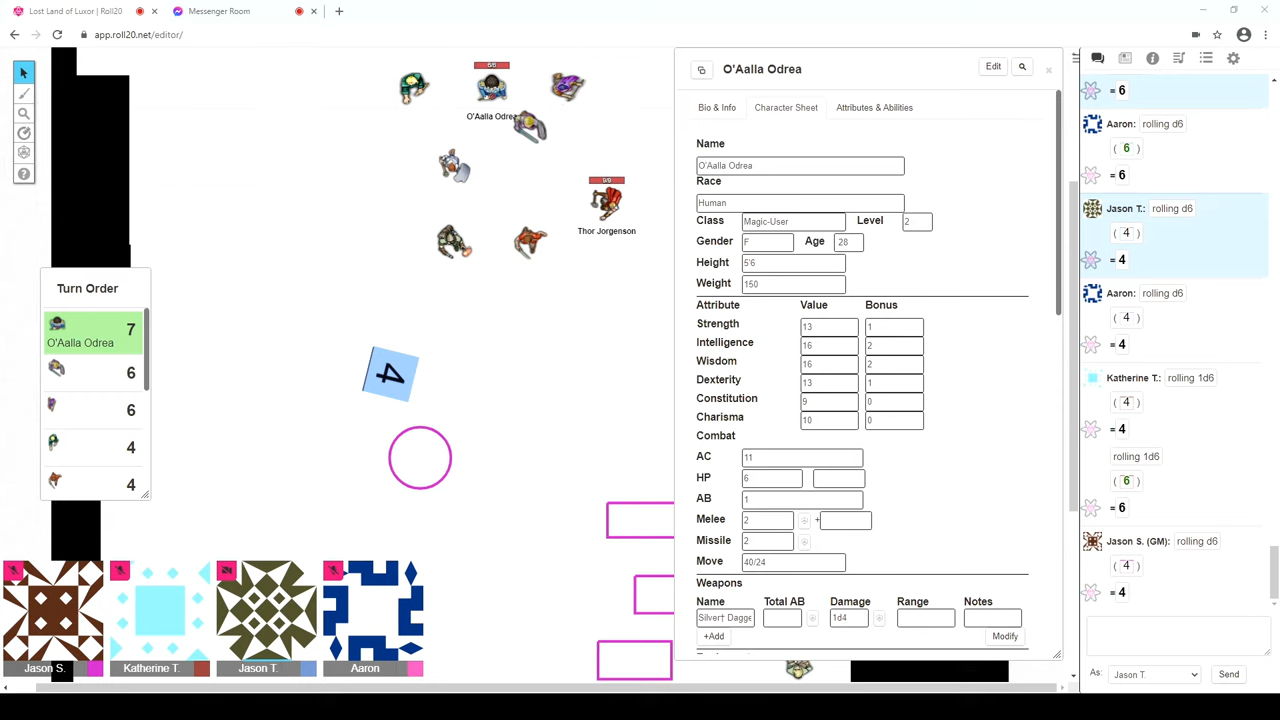 Lost Land of Luxor | Roll20
Messenger Room
app.roll20.net/editor/
6/6
O'Aalla Odrea
9/9
Thor Jorgenson
4
Turn Order
O'Aalla Odrea 7
6
6
4
4
Jason S.
Katherine T.
Jason T.
Aaron
O'Aalla Odrea
Edit
Bio & Info
Character Sheet
Attributes & Abilities
Name
O'Aalla Odrea
Race
Human
Class Magic-User Level 2
Gender F Age 28
Height 5'6
Weight 150
Attribute Value Bonus
Strength 13 1
Intelligence 16 2
Wisdom 16 2
Dexterity 13 1
Constitution 9 0
Charisma 10 0
Combat
AC 11
HP 6
AB 1
Melee 2 +
Missile 2
Move 40/24
Weapons
Name Total AB Damage Range Notes
Silver† Dagge 1d4
+Add Modify
= 6
Aaron: rolling d6
( 6 )
= 6
Jason T.: rolling d6
( 4 )
= 4
Aaron: rolling d6
( 4 )
= 4
Katherine T.: rolling 1d6
( 4 )
= 4
rolling 1d6
( 6 )
= 6
Jason S. (GM): rolling d6
( 4 )
= 4
As: Jason T. Send